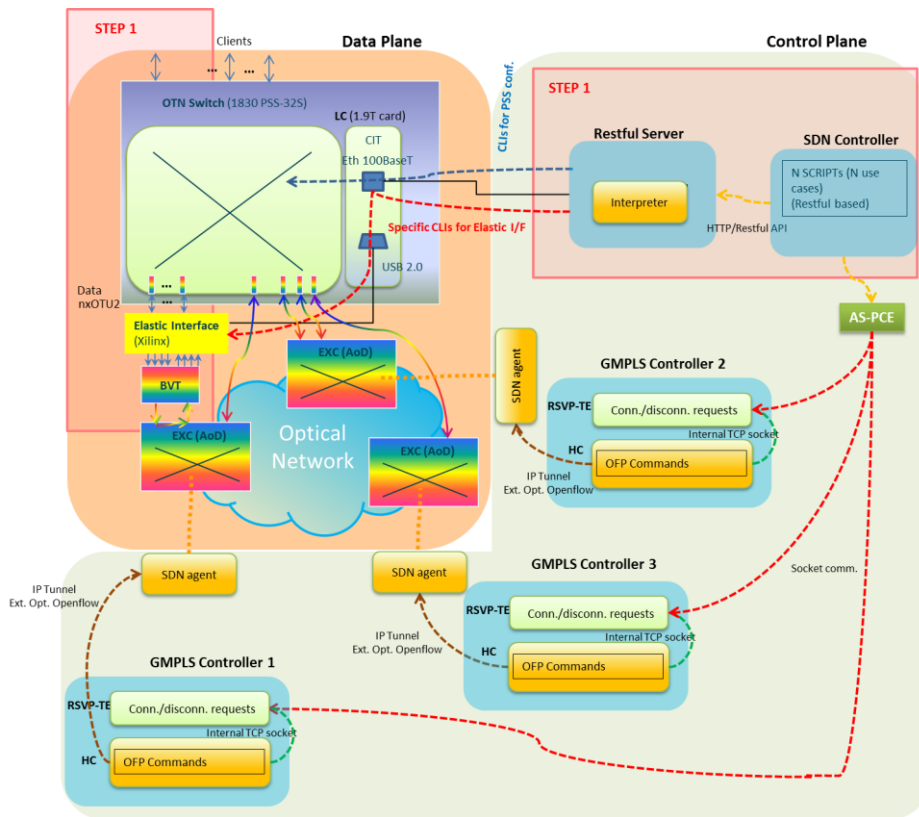 STEP 1
Clients
Data Plane
Control Plane
...
...
...
OTN Switch (1830 PSS-32S)
LC (1.9T card)
CIT
Eth 100BaseT
CLIs for PSS conf.
STEP 1
Restful Server
SDN Controller
Interpreter
N SCRIPTs (N use
cases)
(Restful based)
HTTP/Restful API
Specific CLIs for Elastic I/F
USB 2.0
Data
nxOTU2
...
...
Elastic Interface
(Xilinx)
BVT
AS-PCE
EXC (AoD)
EXC (AoD)
EXC (AoD)
Optical
Network
SDN agent
GMPLS Controller 2
RSVP-TE
Conn./disconn. requests
Internal TCP socket
HC
OFP Commands
IP Tunnel
Ext. Opt. Openflow
SDN agent
SDN agent
GMPLS Controller 3
Socket comm.
IP Tunnel
Ext. Opt. Openflow
RSVP-TE
Conn./disconn. requests
Internal TCP socket
IP Tunnel
Ext. Opt. Openflow
HC
OFP Commands
GMPLS Controller 1
RSVP-TE
Conn./disconn. requests
Internal TCP socket
HC
OFP Commands